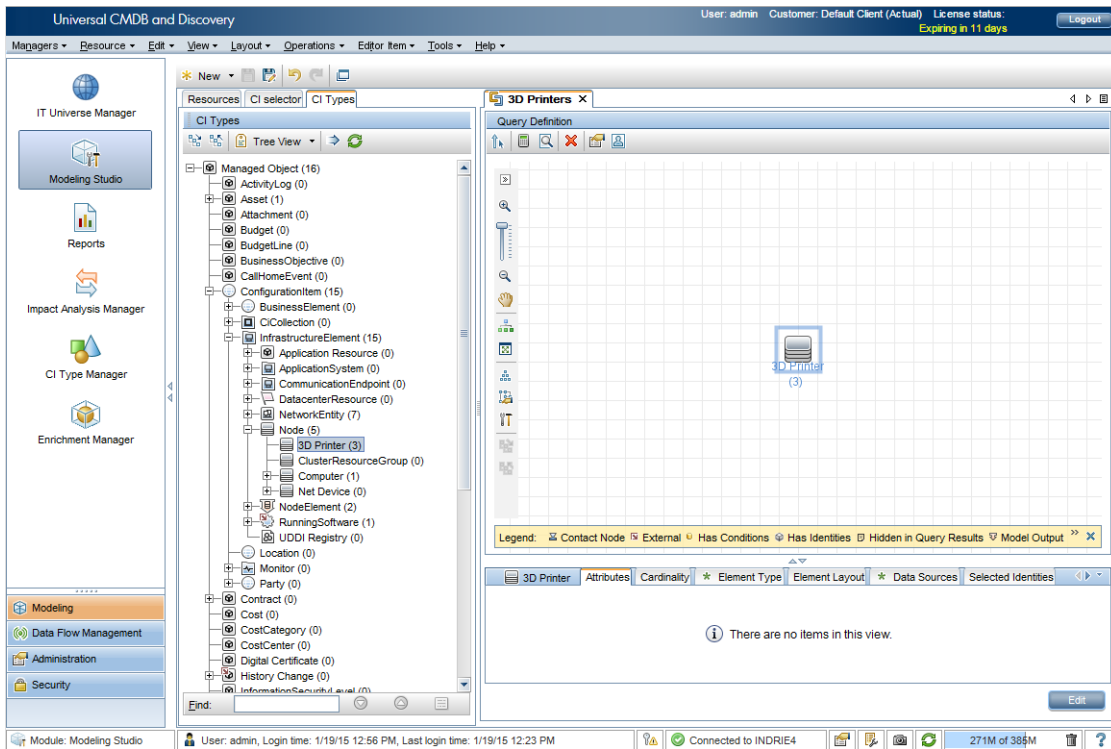 Universal CMDB and Discovery
User: admin Customer: Default Client (Actual) License status:
Expiring in 11 days
Logout
Managers Resource Edit View Layout Operations Editor Item Tools Help
IT Universe Manager
Modeling Studio
Reports
Impact Analysis Manager
CI Type Manager
Enrichment Manager
Modeling
Data Flow Management
Administration
Security
New
Resources CI selector CI Types
CI Types
Tree View
Managed Object (16)
ActivityLog (0)
Asset (1)
Attachment (0)
Budget (0)
BudgetLine (0)
BusinessObjective (0)
CallHomeEvent (0)
ConfigurationItem (15)
BusinessElement (0)
CiCollection (0)
InfrastructureElement (15)
Application Resource (0)
ApplicationSystem (0)
CommunicationEndpoint (0)
DatacenterResource (0)
NetworkEntity (7)
Node (5)
3D Printer (3)
ClusterResourceGroup (0)
Computer (1)
Net Device (0)
NodeElement (2)
RunningSoftware (1)
UDDI Registry (0)
Location (0)
Monitor (0)
Party (0)
Contract (0)
Cost (0)
CostCategory (0)
CostCenter (0)
Digital Certificate (0)
History Change (0)
InformationSecurityLevel (0)
Find:
3D Printers
Query Definition
3D Printer
(3)
Legend: Contact Node External Has Conditions Has Identities Hidden in Query Results Model Output
3D Printer Attributes Cardinality * Element Type Element Layout * Data Sources Selected Identities
There are no items in this view.
Edit
Module: Modeling Studio
User: admin, Login time: 1/19/15 12:56 PM, Last login time: 1/19/15 12:23 PM
Connected to INDRIE4
271M of 385M